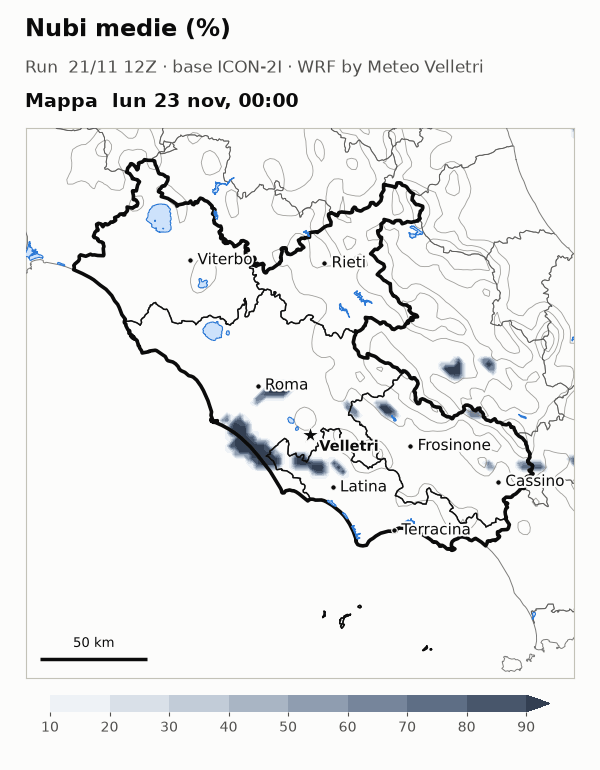 Nubi medie (%)
Run  21/11 12Z · base ICON-2I · WRF by Meteo Velletri
Mappa  lun 23 nov, 00:00
Viterbo
Rieti
Roma
Velletri
Frosinone
Latina
Cassino
Terracina
50 km
10 20 30 40 50 60 70 80 90